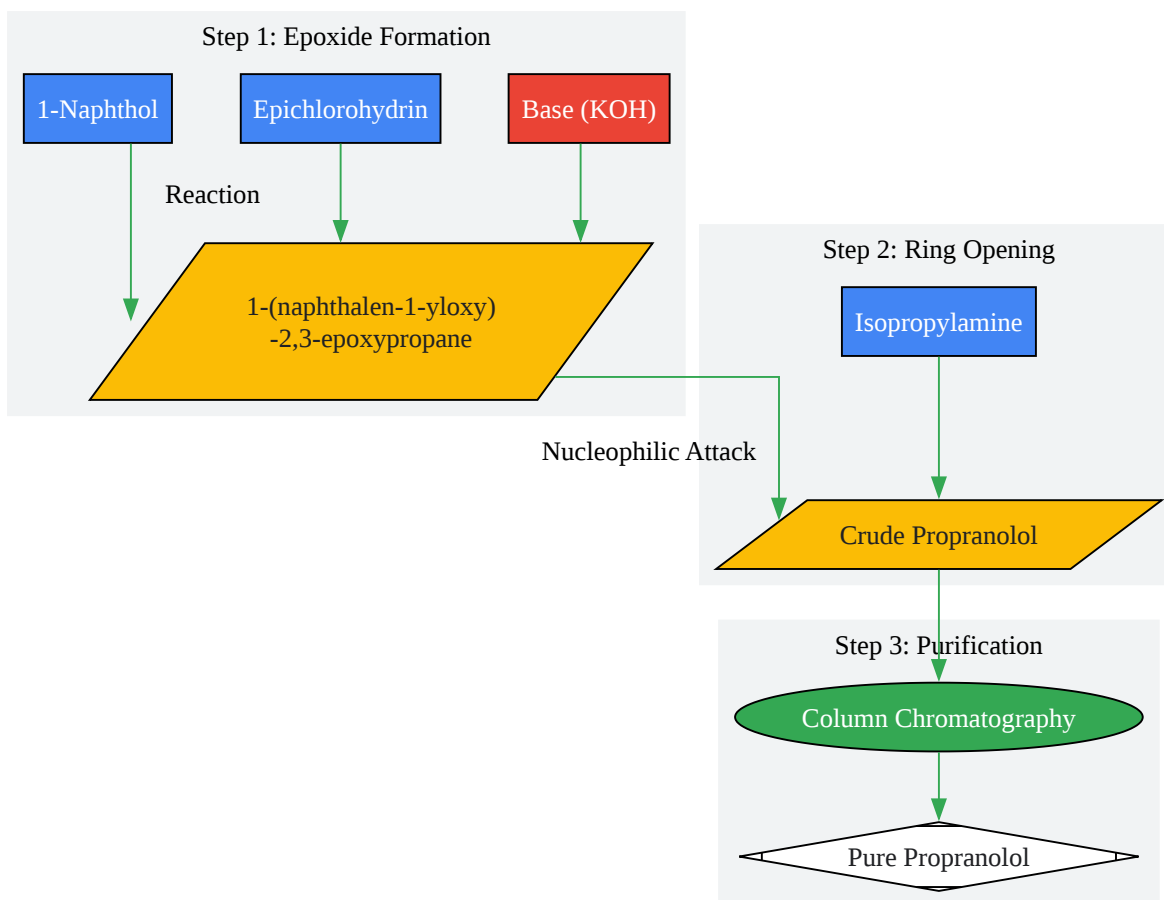 Step 1: Epoxide Formation
1-Naphthol
Epichlorohydrin
Base (KOH)
Reaction
1-(naphthalen-1-yloxy)
-2,3-epoxypropane
Nucleophilic Attack
Step 2: Ring Opening
Isopropylamine
Crude Propranolol
Step 3: Purification
Column Chromatography
Pure Propranolol